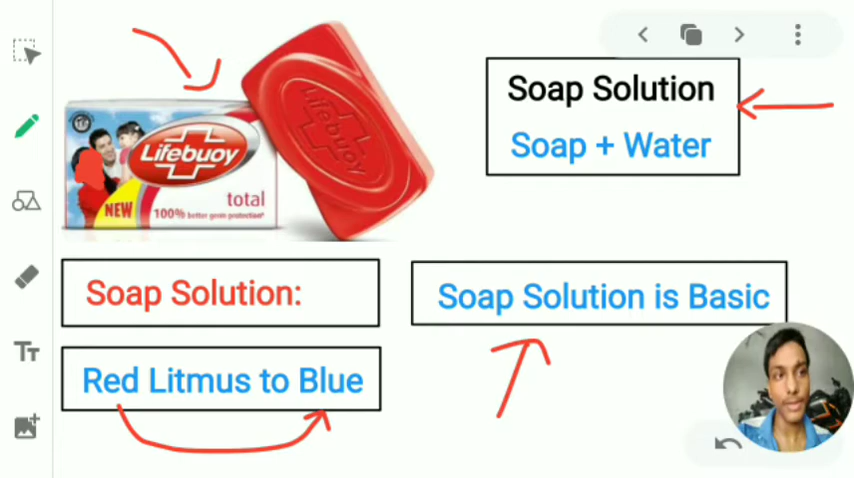 Lifebuoy
Lifebuoy
total
NEW
100% better germ protection*
Soap Solution
Soap + Water
Soap Solution:
Soap Solution is Basic
Red Litmus to Blue
TT